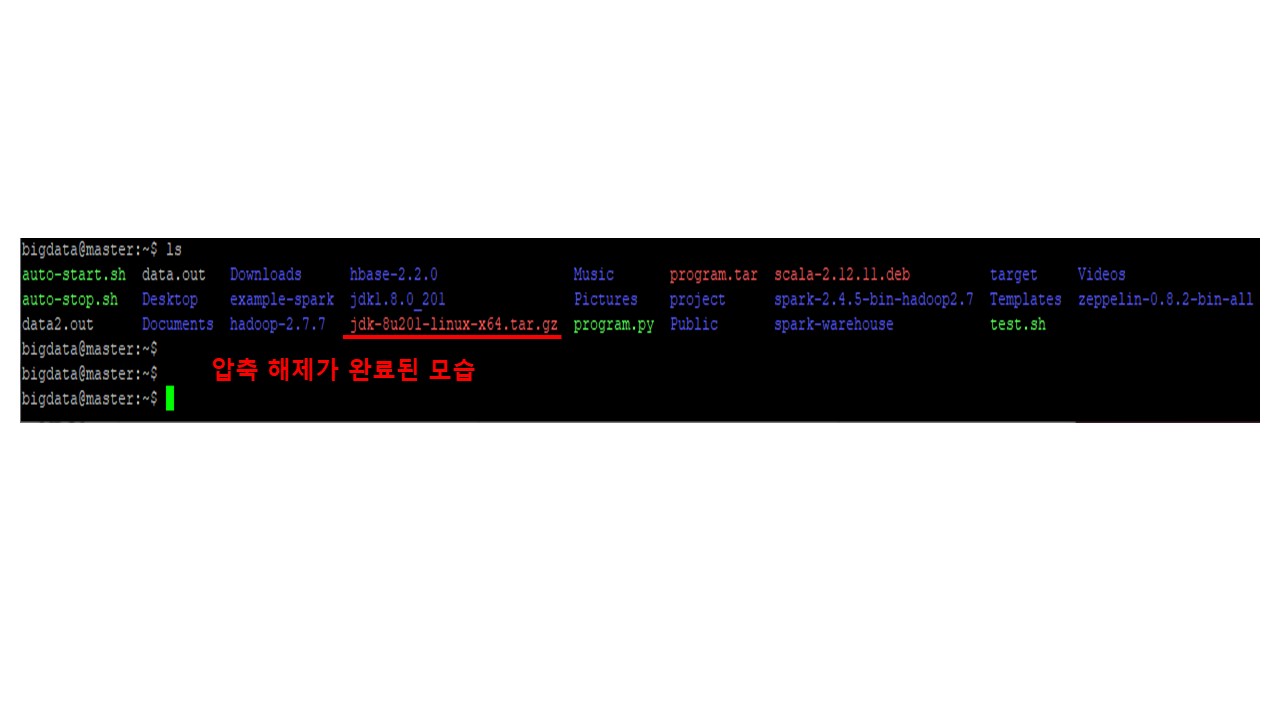 bigdata@master:~$ ls
auto-start.sh data.out Downloads hbase-2.2.0 Music program.tar scala-2.12.11.deb target Videos
auto-stop.sh Desktop example-spark jdk1.8.0_201 Pictures project spark-2.4.5-bin-hadoop2.7 Templates zeppelin-0.8.2-bin-all
data2.out Documents hadoop-2.7.7 jdk-8u201-linux-x64.tar.gz program.py Public spark-warehouse test.sh
bigdata@master:~$
압축 해제가 완료된 모습
bigdata@master:~$
bigdata@master:~$